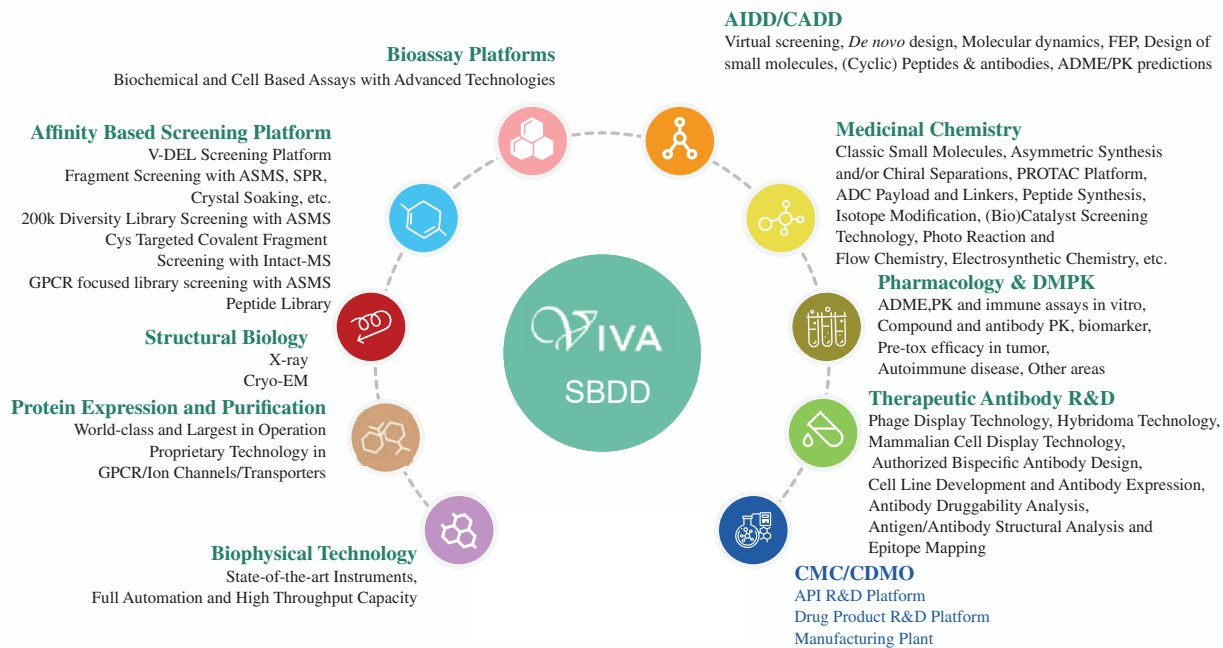 Bioassay Platforms
Biochemical and Cell Based Assays with Advanced Technologies
Affinity Based Screening Platform
V-DEL Screening Platform
Fragment Screening with ASMS, SPR,
Crystal Soaking, etc.
200k Diversity Library Screening with ASMS
Cys Targeted Covalent Fragment
Screening with Intact-MS
GPCR focused library screening with ASMS
Peptide Library
Structural Biology
X-ray
Cryo-EM
Protein Expression and Purification
World-class and Largest in Operation
Proprietary Technology in
GPCR/Ion Channels/Transporters
Biophysical Technology
State-of-the-art Instruments,
Full Automation and High Throughput Capacity
VIVA
SBDD
AIDD/CADD
Virtual screening, De novo design, Molecular dynamics, FEP, Design of
small molecules, (Cyclic) Peptides & antibodies, ADME/PK predictions
Medicinal Chemistry
Classic Small Molecules, Asymmetric Synthesis
and/or Chiral Separations, PROTAC Platform,
ADC Payload and Linkers, Peptide Synthesis,
Isotope Modification, (Bio)Catalyst Screening
Technology, Photo Reaction and
Flow Chemistry, Electrosynthetic Chemistry, etc.
Pharmacology & DMPK
ADME,PK and immune assays in vitro,
Compound and antibody PK, biomarker,
Pre-tox efficacy in tumor,
Autoimmune disease, Other areas
Therapeutic Antibody R&D
Phage Display Technology, Hybridoma Technology,
Mammalian Cell Display Technology,
Authorized Bispecific Antibody Design,
Cell Line Development and Antibody Expression,
Antibody Druggability Analysis,
Antigen/Antibody Structural Analysis and
Epitope Mapping
CMC/CDMO
API R&D Platform
Drug Product R&D Platform
Manufacturing Plant